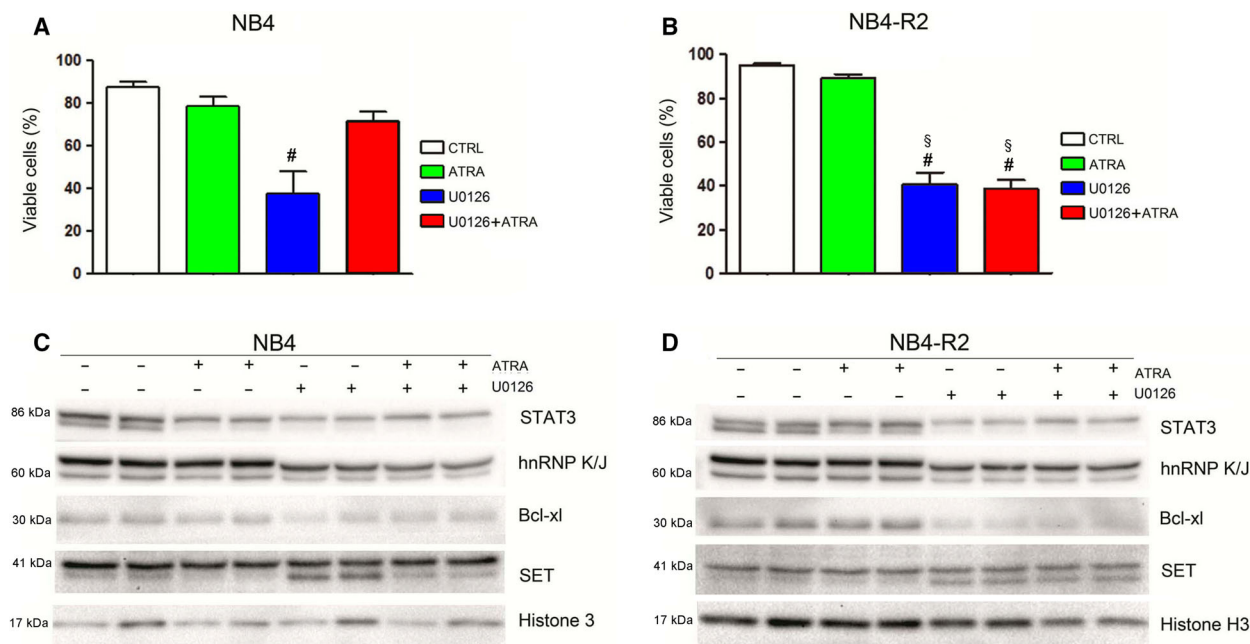 A
NB4
Viable cells (%)
100
80
60
40
20
0
#
CTRL
ATRA
U0126
U0126+ATRA
B
NB4-R2
Viable cells (%)
100
80
60
40
20
0
§
#
§
#
CTRL
ATRA
U0126
U0126+ATRA
C
NB4
– – + + – – + + ATRA
– – – – + + + + U0126
86 kDa STAT3
60 kDa hnRNP K/J
30 kDa Bcl-xl
41 kDa SET
17 kDa Histone 3
D
NB4-R2
– – + + – – + + ATRA
– – – – + + + + U0126
86 kDa STAT3
60 kDa hnRNP K/J
30 kDa Bcl-xl
41 kDa SET
17 kDa Histone H3